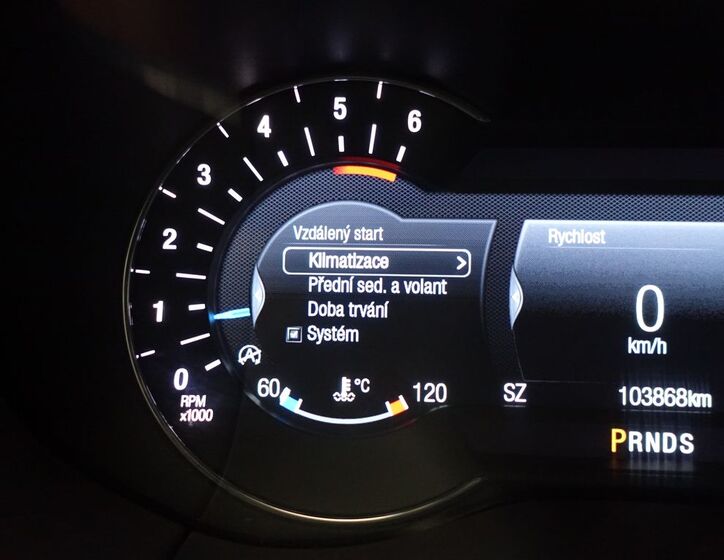 0
1
2
3
4
5
6
RPM
x1000
Vzdálený start
Klimatizace >
Přední sed. a volant
Doba trvání
Systém
60 °C 120
Rychlost
0
km/h
SZ 103868km
PRNDS